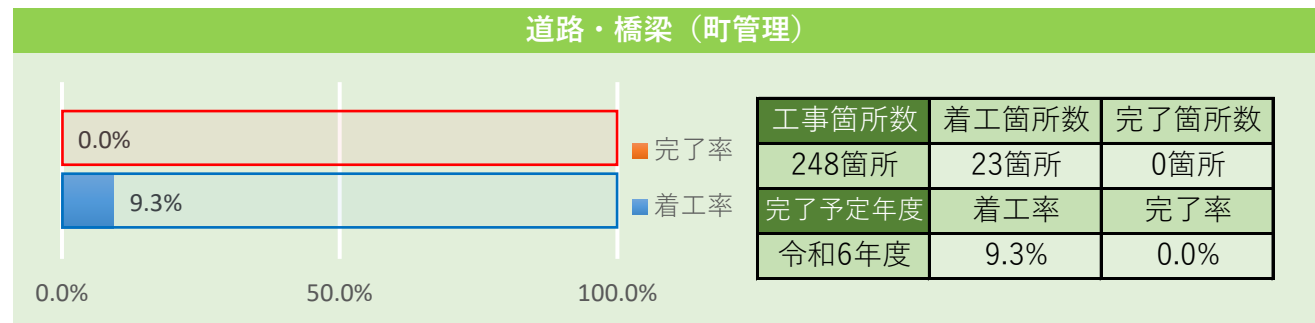 道路・橋梁（町管理）
0.0%
9.3%
0.0% 50.0% 100.0%
完了率
着工率
工事箇所数 着工箇所数 完了箇所数
248箇所 23箇所 0箇所
完了予定年度 着工率 完了率
令和6年度 9.3% 0.0%